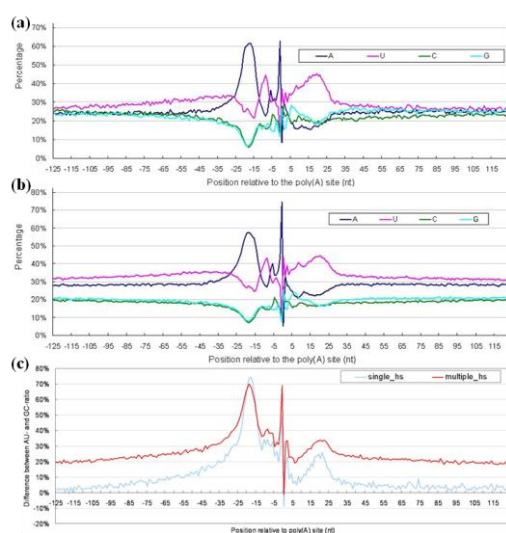 (a)
70%
60%
50%
40%
30%
20%
10%
0%
Percentage
A U C G
-125 -115 -105 -95 -85 -75 -65 -55 -45 -35 -25 -15 -5 5 15 25 35 45 55 65 75 85 95 105 115
Position relative to the poly(A) site (nt)
(b)
80%
70%
60%
50%
40%
30%
20%
10%
0%
Percentage
A U C G
-125 -115 -105 -95 -85 -75 -65 -55 -45 -35 -25 -15 -5 5 15 25 35 45 55 65 75 85 95 105 115
Position relative to the poly(A) site (nt)
(c)
80%
70%
60%
50%
40%
30%
20%
10%
0%
10%
20%
Difference between AU- and GC-ratio
single_hs multiple_hs
-125 -115 -105 -95 -85 -75 -65 -55 -45 -35 -25 -15 -5 5 15 25 35 45 55 65 75 85 95 105 115
Position relative to poly(A) site (nt)